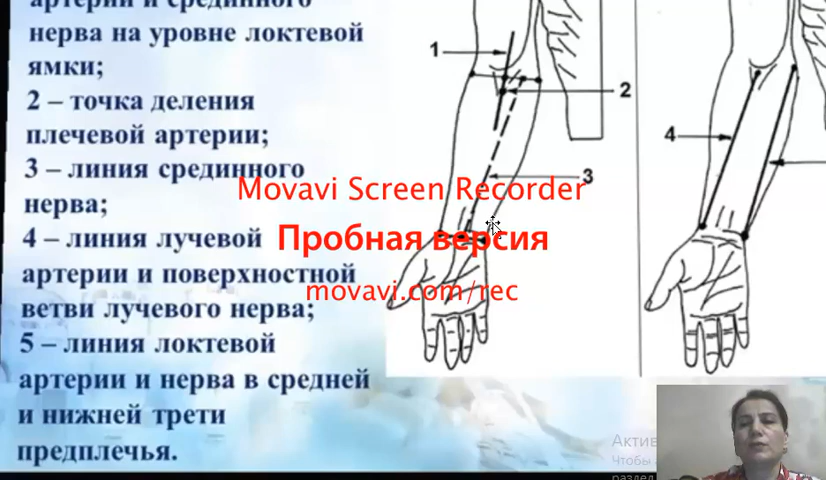 артерии и срединного
нерва на уровне локтевой
ямки;
2 – точка деления
плечевой артерии;
3 – линия срединного
нерва;
4 – линия лучевой
артерии и поверхностной
ветви лучевого нерва;
5 – линия локтевой
артерии и нерва в средней
и нижней трети
предплечья.
1
2
3
4
Movavi Screen Recorder
Пробная версия
movavi.com/rec
Актив
Чтобы
раздел